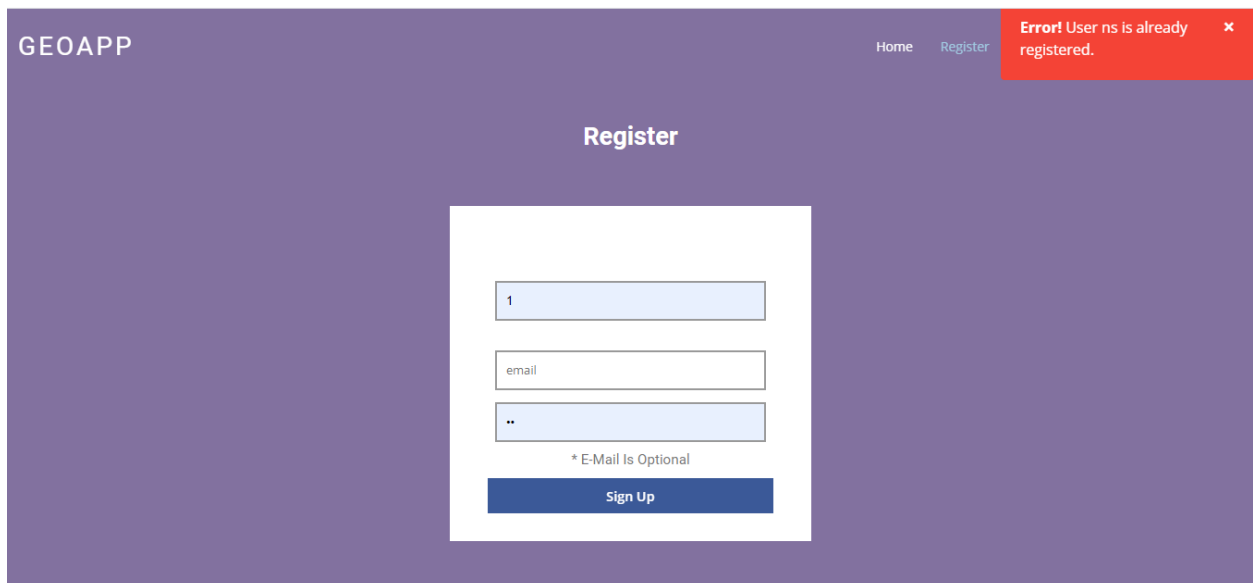 GEOAPP
Home
Register
Error! User ns is already
registered.
×
Register
1
email
••
* E-Mail Is Optional
Sign Up